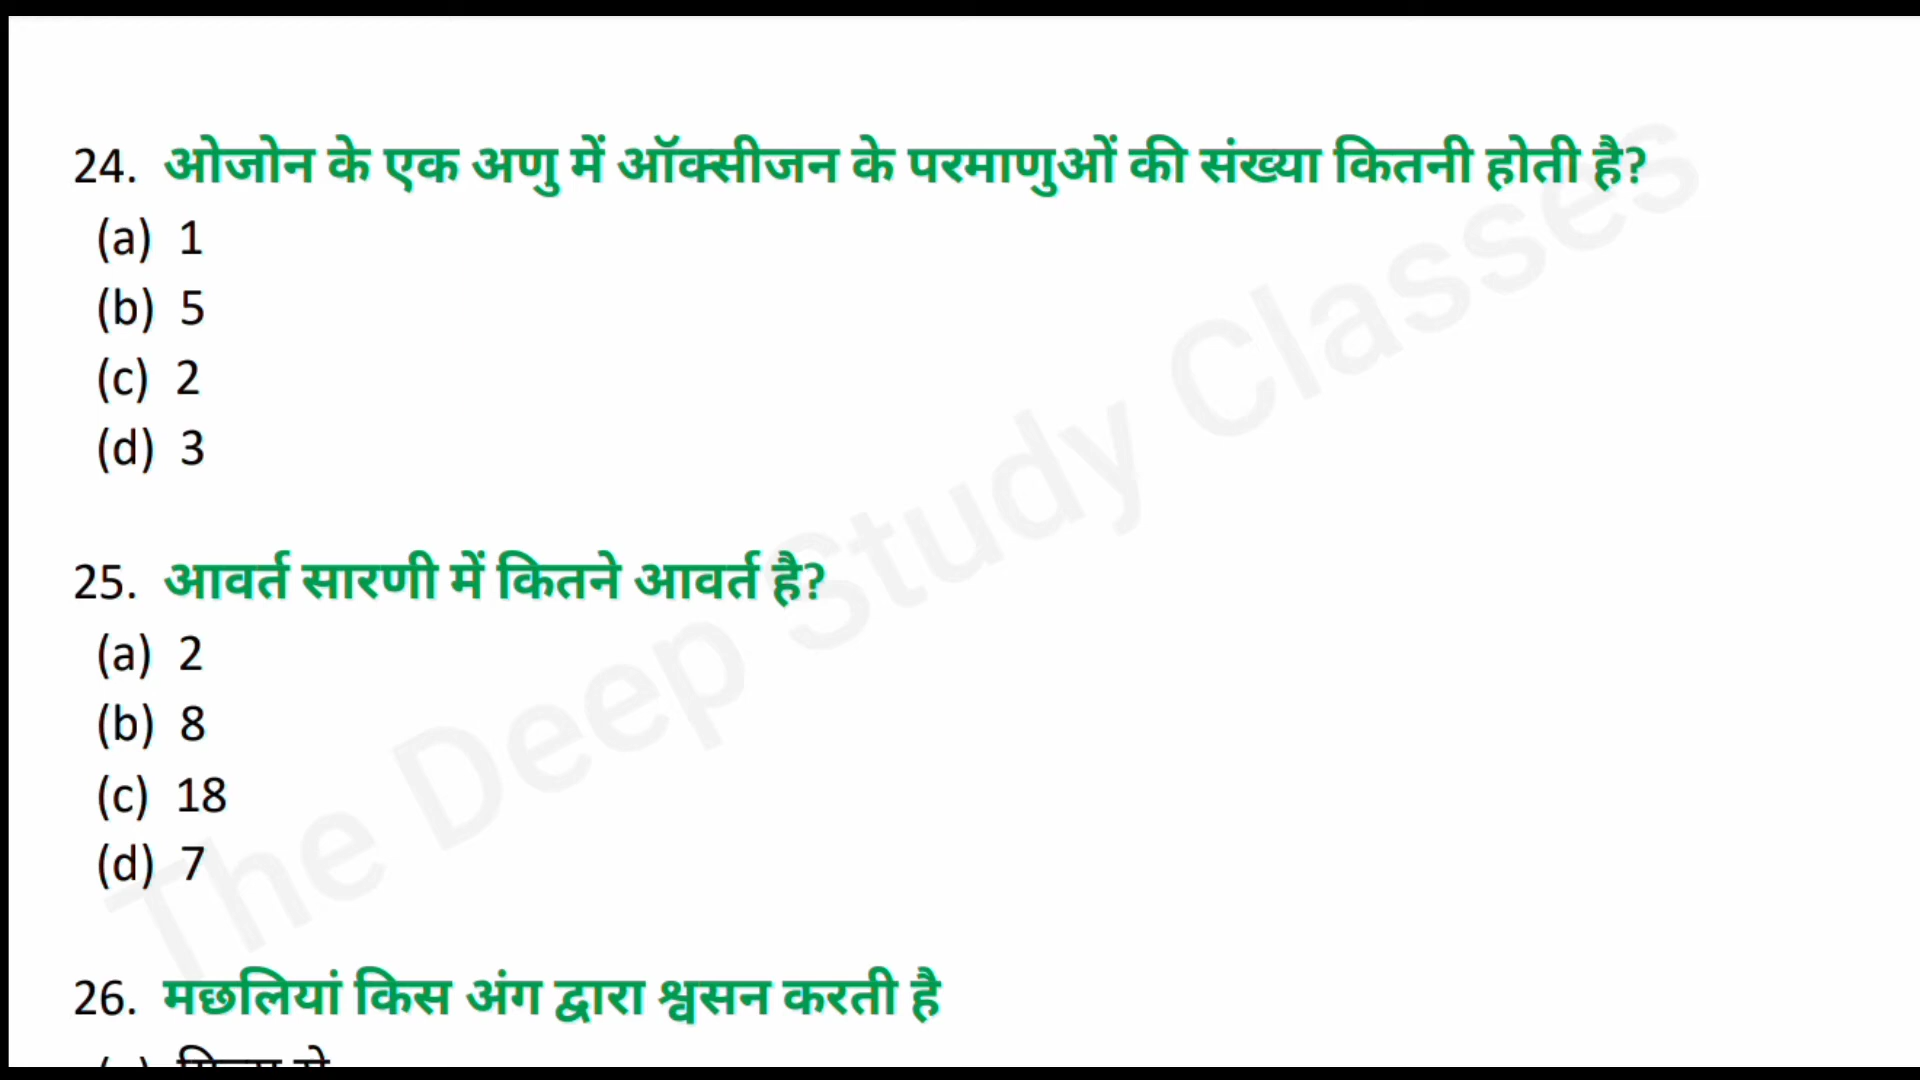 24. ओजोन के एक अणु में ऑक्सीजन के परमाणुओं की संख्या कितनी होती है?
(a) 1
(b) 5
(c) 2
(d) 3
25. आवर्त सारणी में कितने आवर्त है?
(a) 2
(b) 8
(c) 18
(d) 7
26. मछलियां किस अंग द्वारा श्वसन करती है
The Deep Study Classes